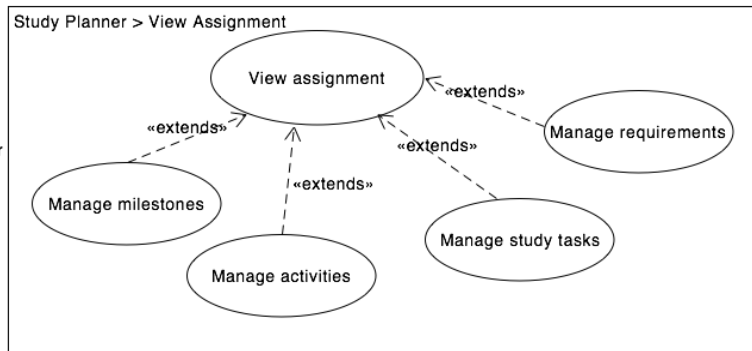 Study Planner > View Assignment
View assignment
«extends»
Manage requirements
«extends»
«extends»
Manage milestones
«extends»
Manage study tasks
Manage activities